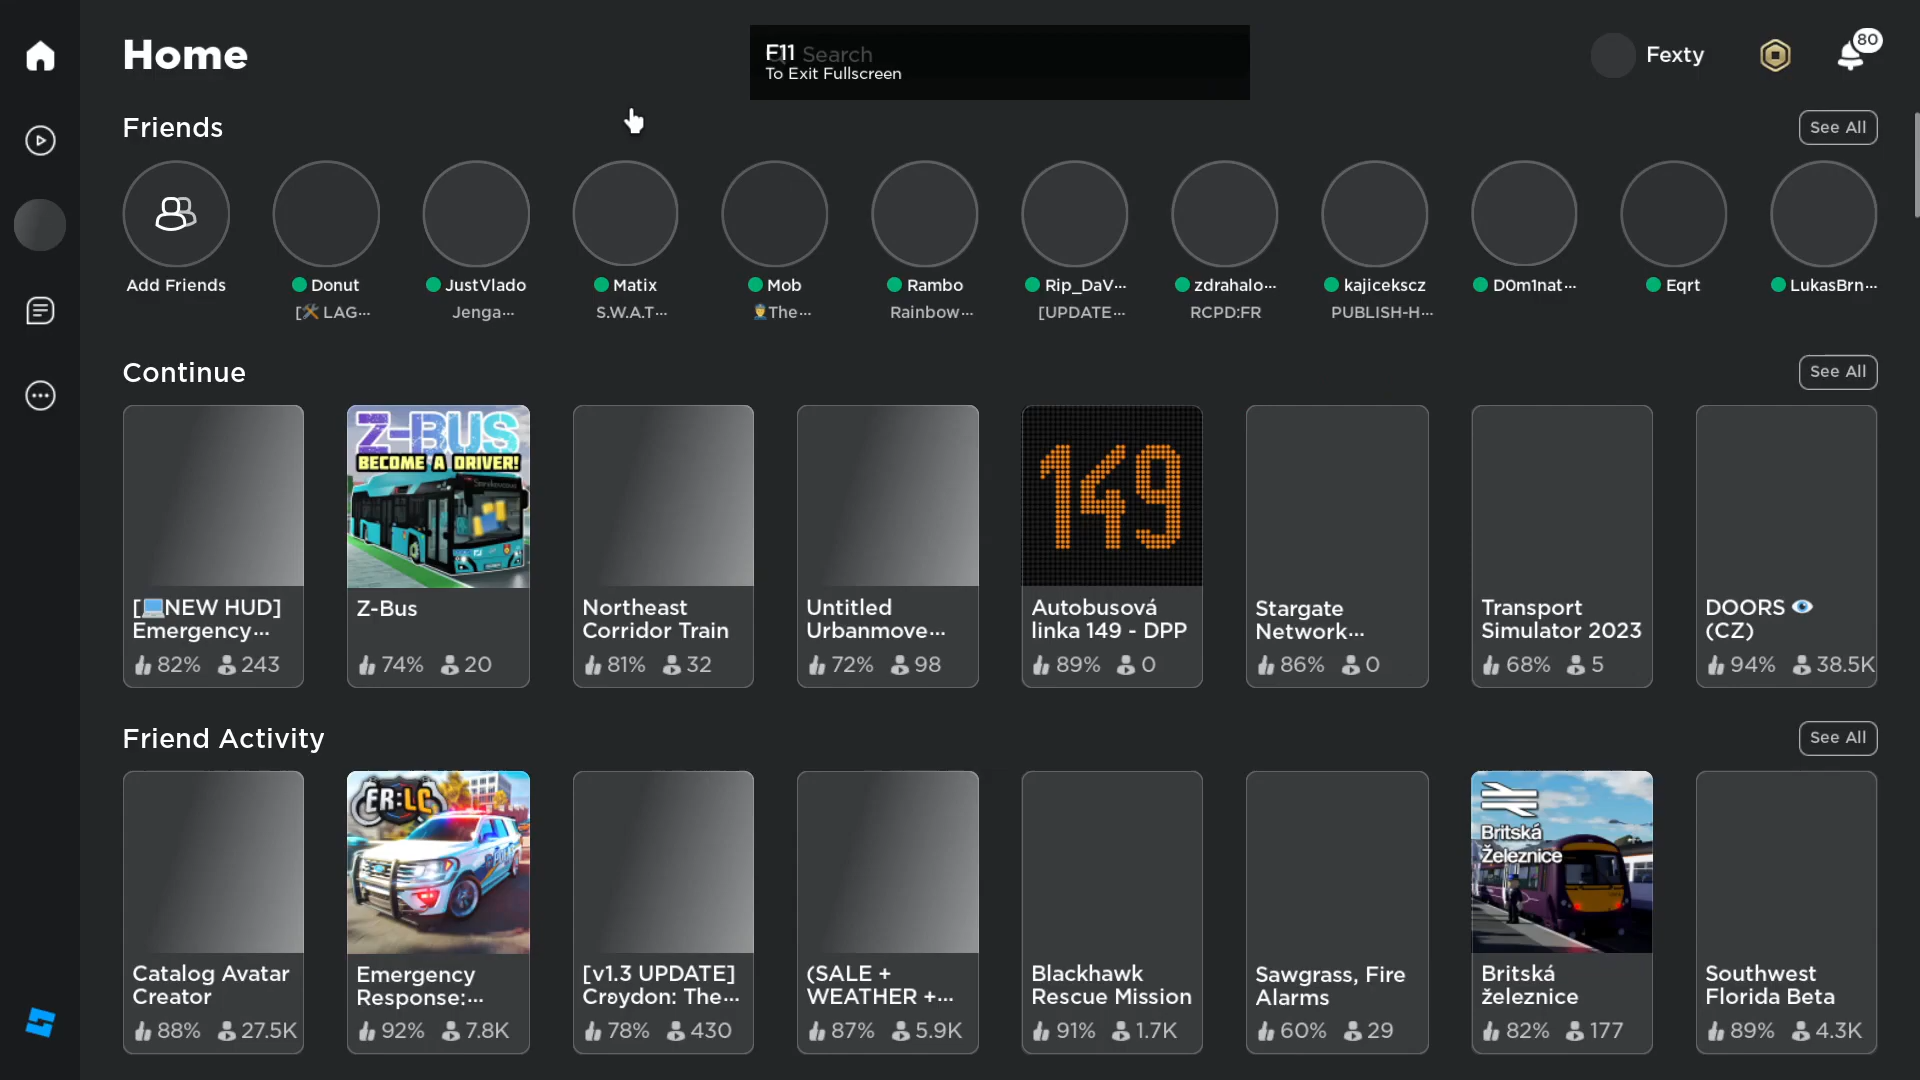 Home
F11
Search
To Exit Fullscreen
Fexty
80
Friends
See All
Add Friends
Donut
[🛠️ LAG...
JustVlado
Jenga...
Matix
S.W.A.T...
Mob
👮The...
Rambo
Rainbow...
Rip_DaV...
[UPDATE...
zdrahalo...
RCPD:FR
kajicekscz
PUBLISH-H...
D0m1nat...
Eqrt
LukasBrn...
Continue
See All
[💻NEW HUD]
Emergency...
82% 243
Z-BUS
BECOME A DRIVER!
Z-Bus
74% 20
Northeast
Corridor Train
81% 32
Untitled
Urbanmove...
72% 98
149
Autobusová
linka 149 - DPP
89% 0
Stargate
Network...
86% 0
Transport
Simulator 2023
68% 5
DOORS 👁️
(CZ)
94% 38.5K
Friend Activity
See All
Catalog Avatar
Creator
88% 27.5K
ER:LC
Emergency
Response:...
92% 7.8K
[v1.3 UPDATE]
Croydon: The...
78% 430
(SALE +
WEATHER +...
87% 5.9K
Blackhawk
Rescue Mission
91% 1.7K
Sawgrass, Fire
Alarms
60% 29
Britská
Železnice
Britská
železnice
82% 177
Southwest
Florida Beta
89% 4.3K